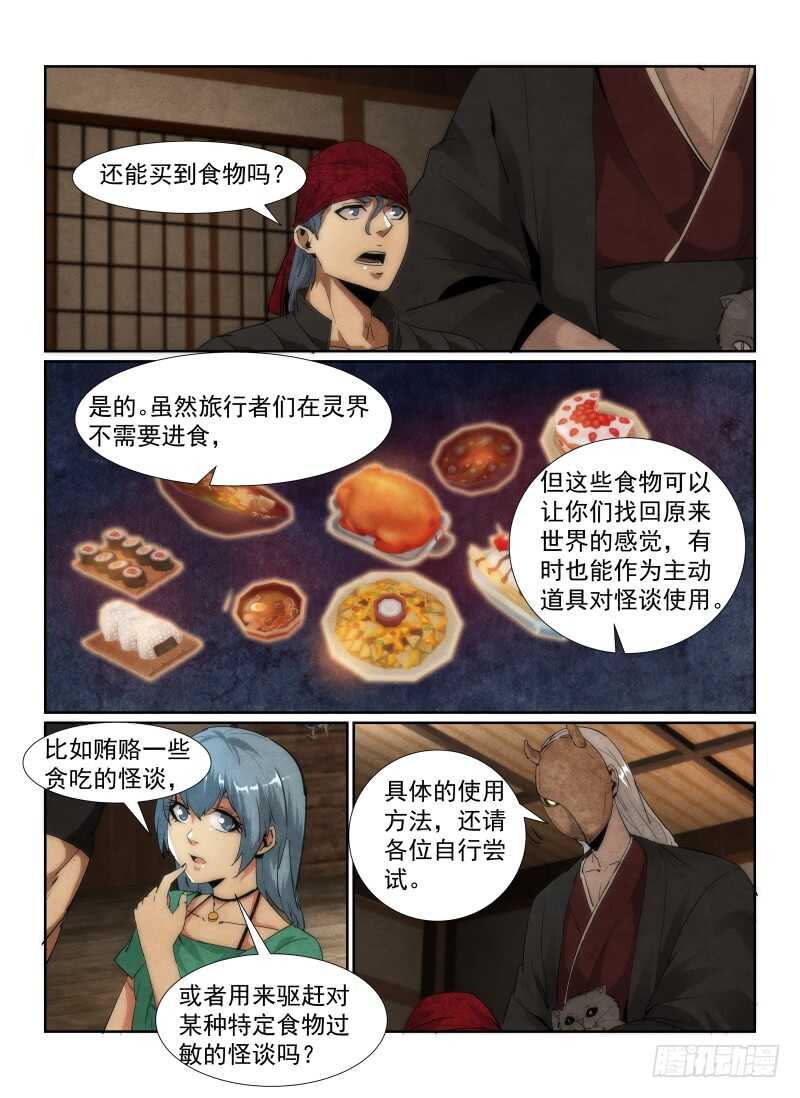 还能买到食物吗？
是的。虽然旅行者们在灵界
不需要进食，
但这些食物可以
让你们找回原来
世界的感觉，有
时也能作为主动
道具对怪谈使用。
比如贿赂一些
贪吃的怪谈，
或者用来驱赶对
某种特定食物过
敏的怪谈吗？
具体的使用
方法，还请
各位自行尝
试。
腾讯动漫